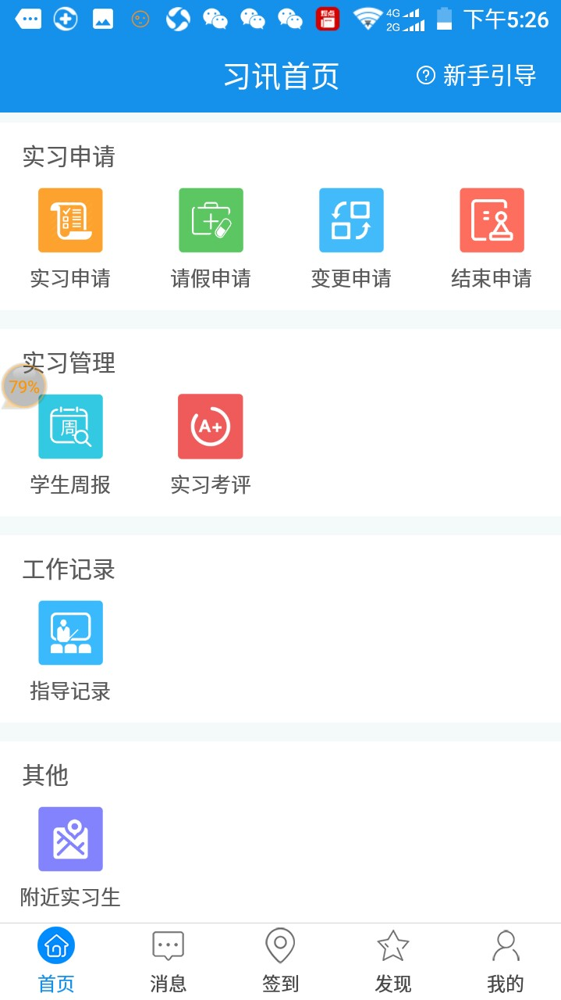 4G
2G
下午5:26
习讯首页
新手引导
实习申请
实习申请 请假申请 变更申请 结束申请
实习管理
79%
周 A+
学生周报 实习考评
工作记录
指导记录
其他
附近实习生
首页 消息 签到 发现 我的